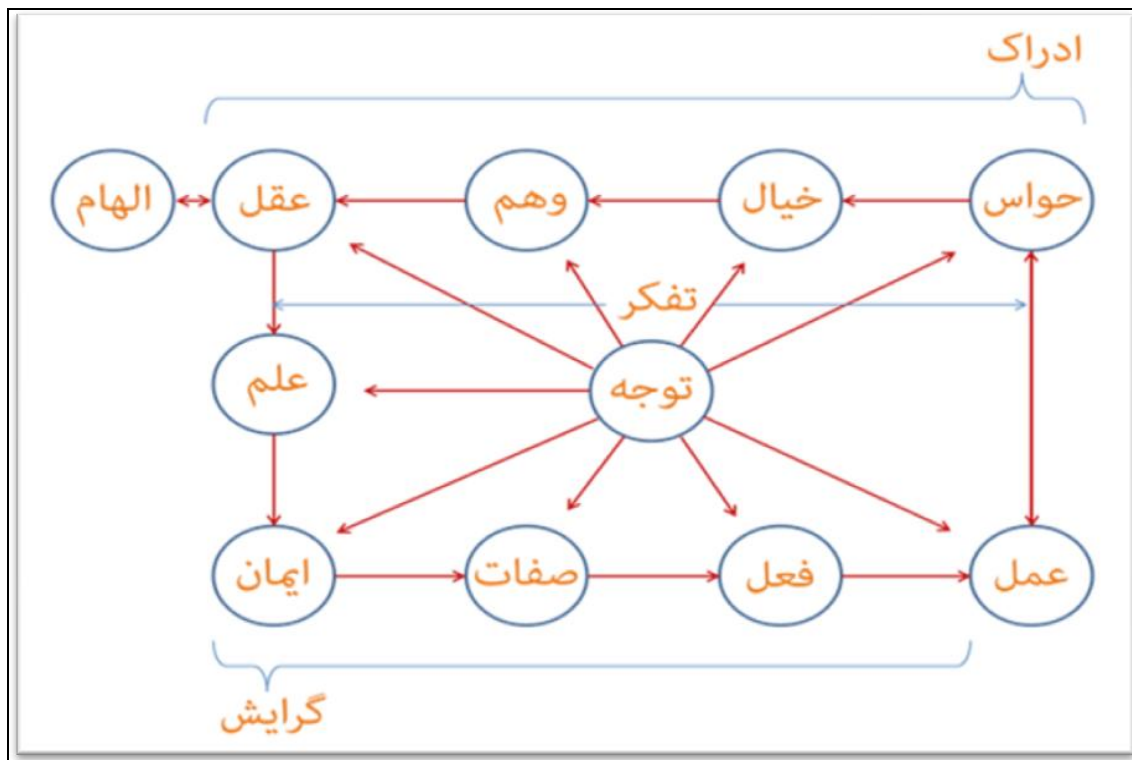 ادراک
حواس
خیال
وهم
عقل
الهام
تفکر
توجه
علم
عمل
فعل
صفات
ایمان
گرایش